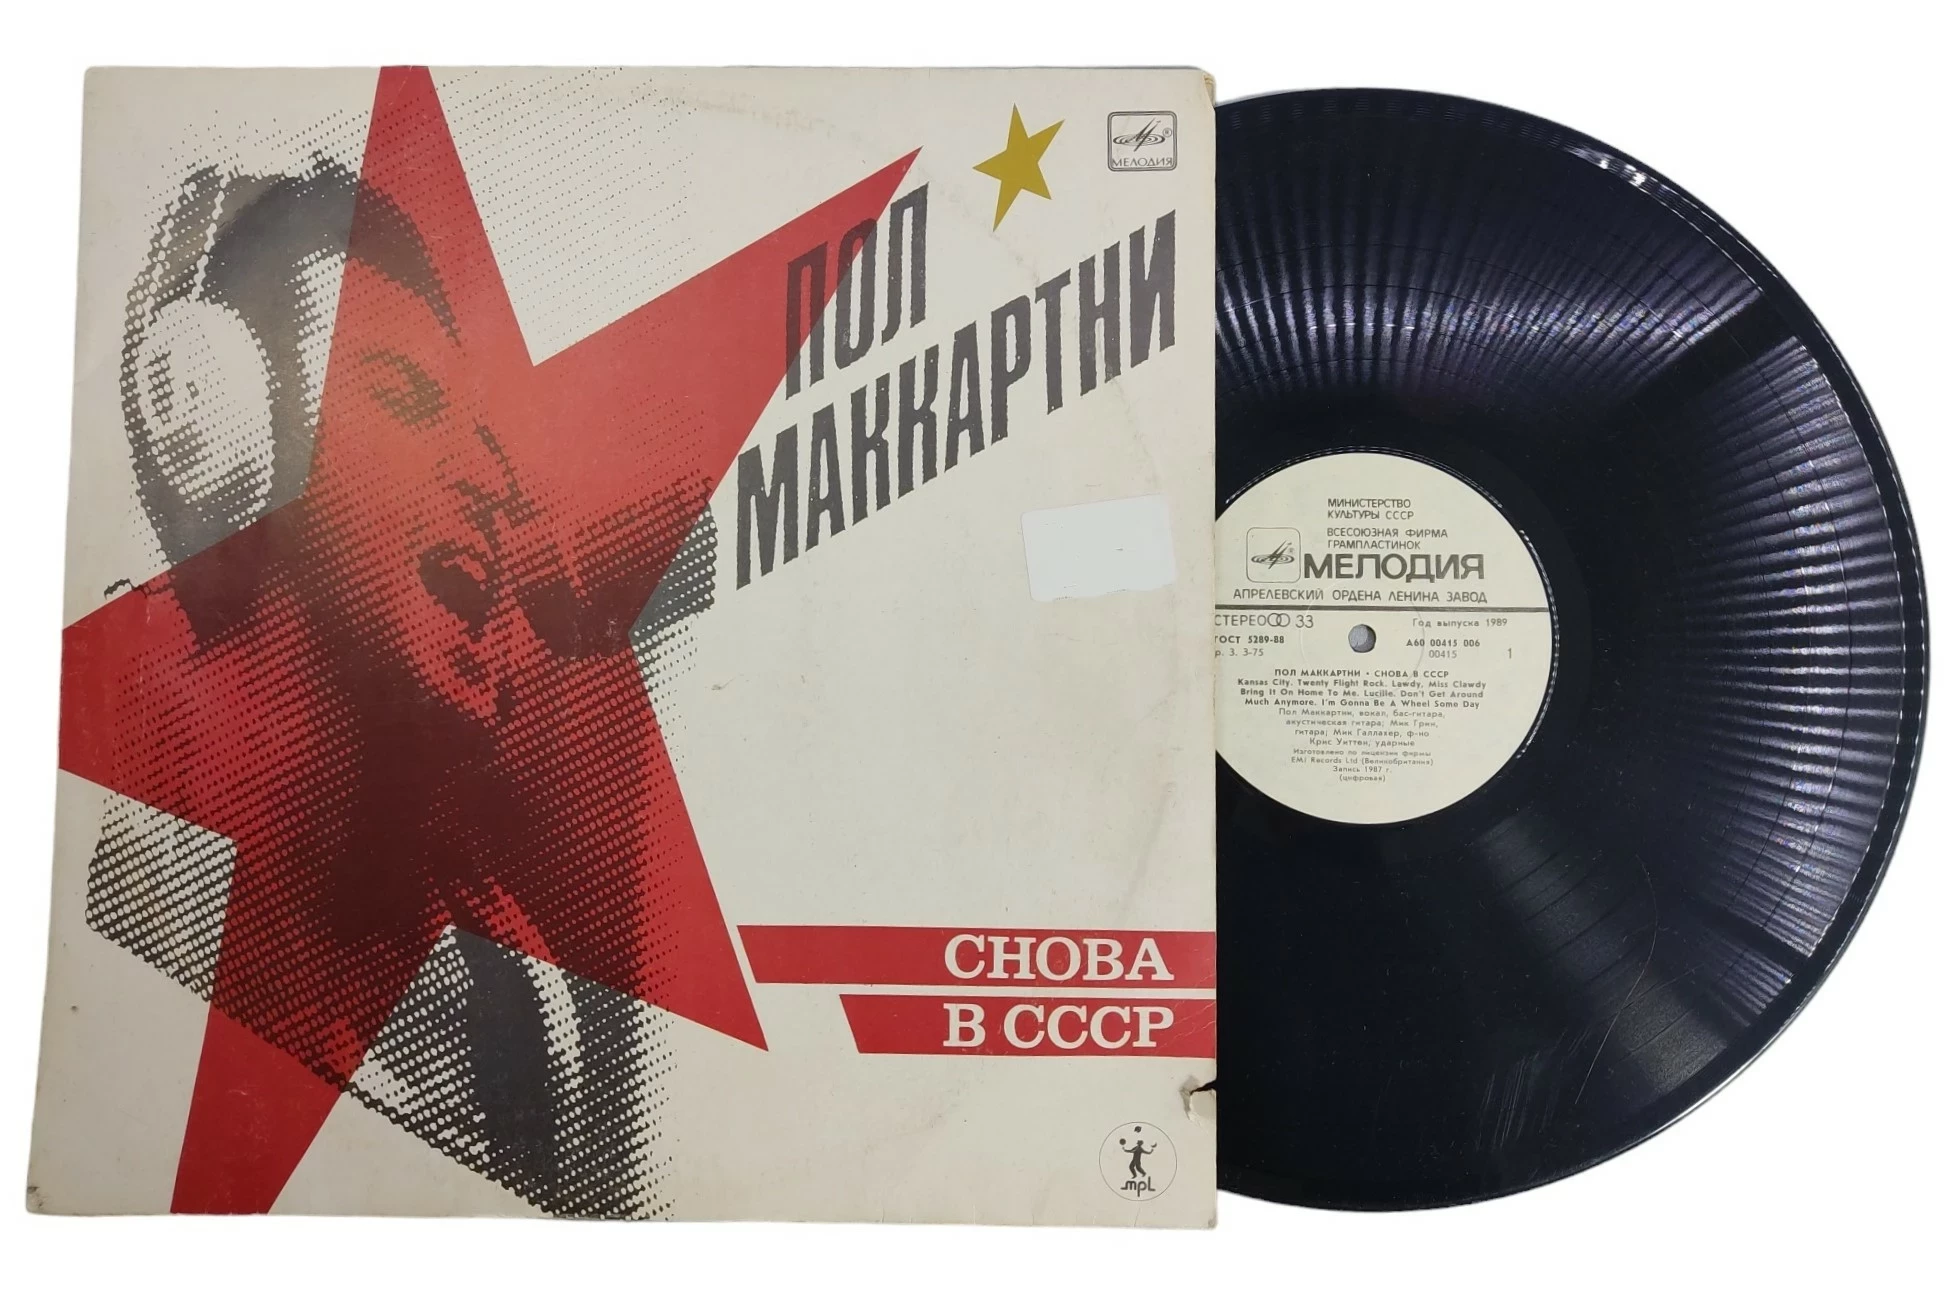 МЕЛОДИЯ
ПОЛ
МАККАРТНИ
СНОВА
В СССР
mpL
МИНИСТЕРСТВО
КУЛЬТУРЫ СССР
ВСЕСОЮЗНАЯ ФИРМА
ГРАМПЛАСТИНОК
МЕЛОДИЯ
АПРЕЛЕВСКИЙ ОРДЕНА ЛЕНИНА ЗАВОД
СТЕРЕО 33 Год выпуска 1989
ГОСТ 5289-88 А60 00415 006
р. 3. 3-75 00415 1
ПОЛ МАККАРТНИ • СНОВА В СССР
Kansas City. Twenty Flight Rock. Lawdy, Miss Clawdy
Bring It On Home To Me. Lucille. Don't Get Around
Much Anymore. I'm Gonna Be A Wheel Some Day
Пол Маккартни, вокал, бас-гитара,
акустическая гитара; Мик Грин,
гитара; Мик Галлахер, ф-но
Крис Уиттен, ударные
Изготовлено по лицензии фирмы
EMI Records Ltd (Великобритания)
Запись 1987 г.
(цифровая)